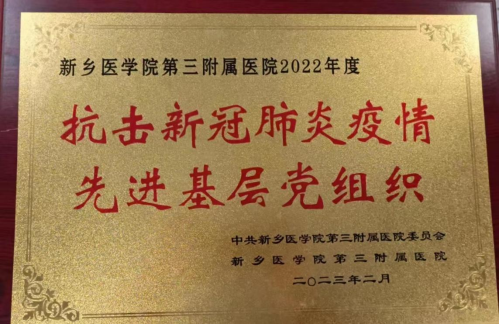 新乡医学院第三附属医院2022年度
抗击新冠肺炎疫情
先进基层党组织
中共新乡医学院第三附属医院委员会
新乡医学院第三附属医院
二〇二三年二月